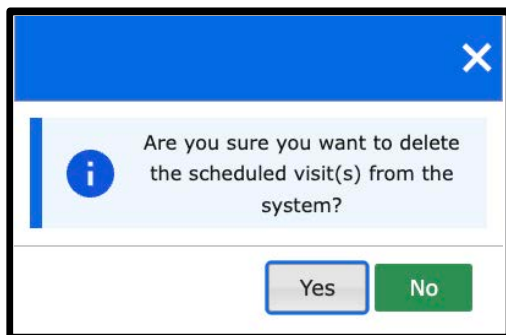 Are you sure you want to delete
the scheduled visit(s) from the
system?
Yes No